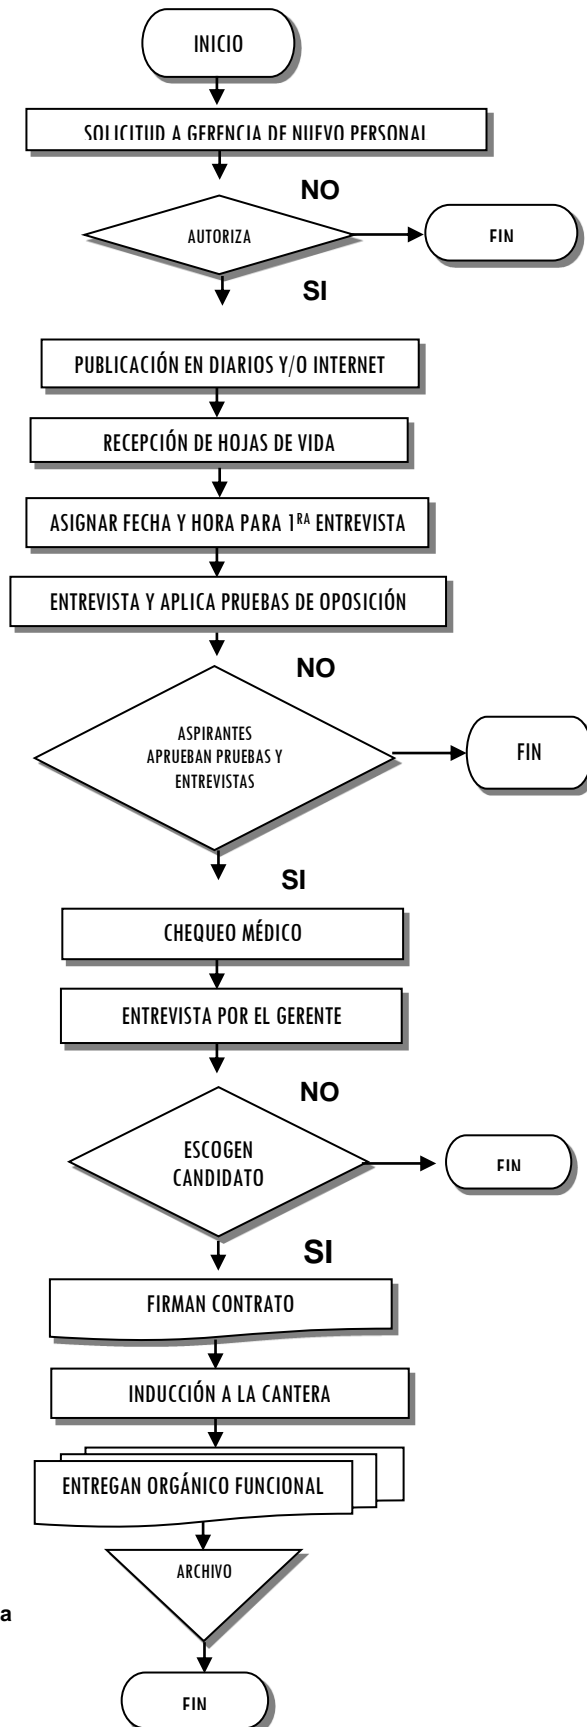 INICIO
SOLICITUD A GERENCIA DE NUEVO PERSONAL
NO
AUTORIZA
FIN
SI
PUBLICACIÓN EN DIARIOS Y/O INTERNET
RECEPCIÓN DE HOJAS DE VIDA
ASIGNAR FECHA Y HORA PARA 1RA ENTREVISTA
ENTREVISTA Y APLICA PRUEBAS DE OPOSICIÓN
NO
ASPIRANTES
APRUEBAN PRUEBAS Y
ENTREVISTAS
FIN
SI
CHEQUEO MÉDICO
ENTREVISTA POR EL GERENTE
NO
ESCOGEN
CANDIDATO
FIN
SI
FIRMAN CONTRATO
INDUCCIÓN A LA CANTERA
ENTREGAN ORGÁNICO FUNCIONAL
ARCHIVO
a
FIN